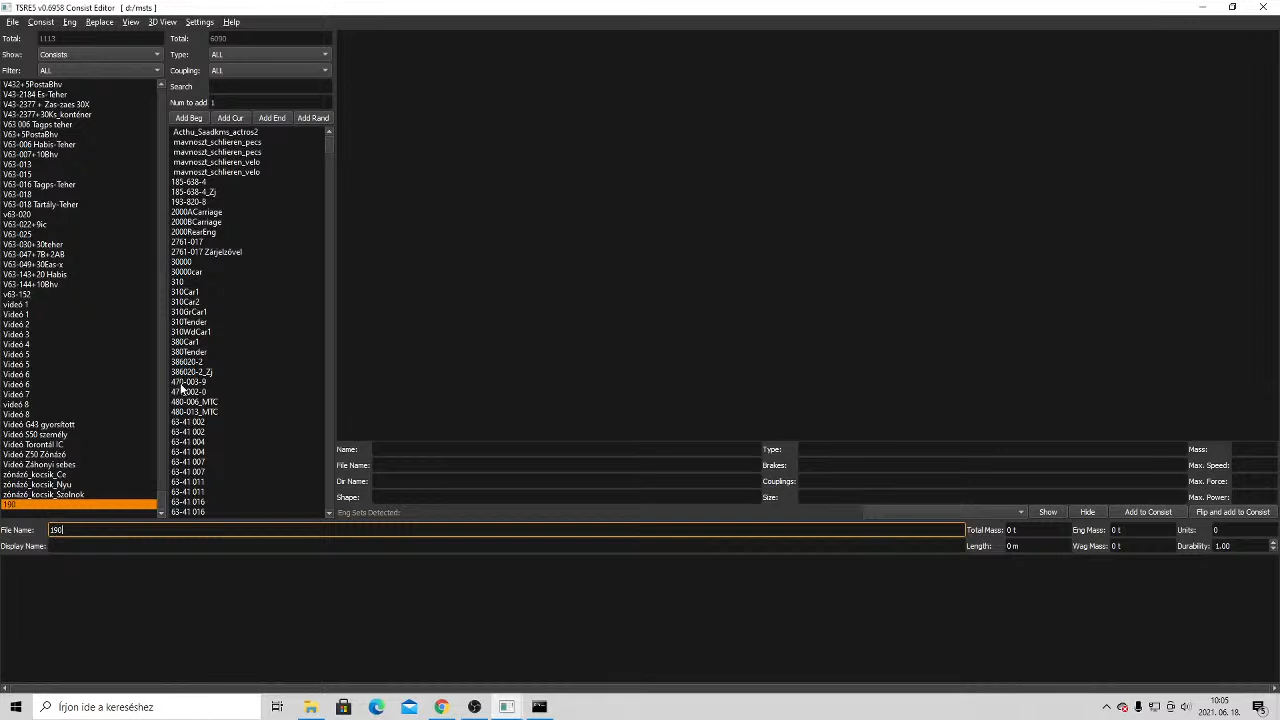 TSRE5 v0.6958 Consist Editor  [ d:/msts ]
File Consist Eng Replace View 3D View Settings Help
Total: 1113
Show: Consists
Filter: ALL
V432+5PostaBhv
V43-2184 Es-Teher
V43-2377 + Zas-zaes 30X
V43-2377+30Ks_konténer
V63 006 Tagps teher
V63+5PostaBhv
V63-006 Habis-Teher
V63-007+10Bhv
V63-013
V63-015
V63-016 Tagps-Teher
V63-018
V63-018 Tartály-Teher
v63-020
V63-022+9ic
V63-025
V63-030+30teher
V63-047+7B+2AB
V63-049+30Eas-x
V63-143+20 Habis
V63-144+10Bhv
v63-152
videó 1
Videó 1
Videó 2
Videó 3
Videó 4
Videó 5
Videó 5
Videó 6
Videó 6
Videó 7
videó 8
Videó 8
Videó G43 gyorsított
Videó S50 személy
Videó Torontál IC
Videó Z50 Zónázó
Videó Záhonyi sebes
zónázó_kocsik_Ce
zónázó_kocsik_Nyu
zónázó_kocsik_Szolnok
190
Total: 6090
Type: ALL
Coupling: ALL
Search
Num to add 1
Add Beg Add Cur Add End Add Rand
Acthu_Saadkms_actros2
mavnoszt_schlieren_pecs
mavnoszt_schlieren_pecs
mavnoszt_schlieren_velo
mavnoszt_schlieren_velo
185-638-4
185-638-4_Zj
193-820-8
2000ACarriage
2000BCarriage
2000RearEng
2761-017
2761-017 Zárjelzővel
30000
30000car
310
310Car1
310Car2
310GrCar1
310Tender
310WdCar1
380Car1
380Tender
386020-2
386020-2_Zj
470-003-9
002-0
480-006_MTC
480-013_MTC
63-41 002
63-41 002
63-41 004
63-41 004
63-41 007
63-41 007
63-41 011
63-41 011
63-41 016
63-41 016
Name: Type: Mass:
File Name: Brakes: Max. Speed:
Dir Name: Couplings: Max. Force:
Shape: Size: Max. Power:
Eng Sets Detected: Show Hide Add to Consist Flip and add to Consist
File Name: 190 Total Mass: 0 t Eng Mass: 0 t Units: 0
Display Name: Length: 0 m Wag Mass: 0 t Durability: 1.00
Írjon ide a kereséshez
10:05
2021. 06. 18.